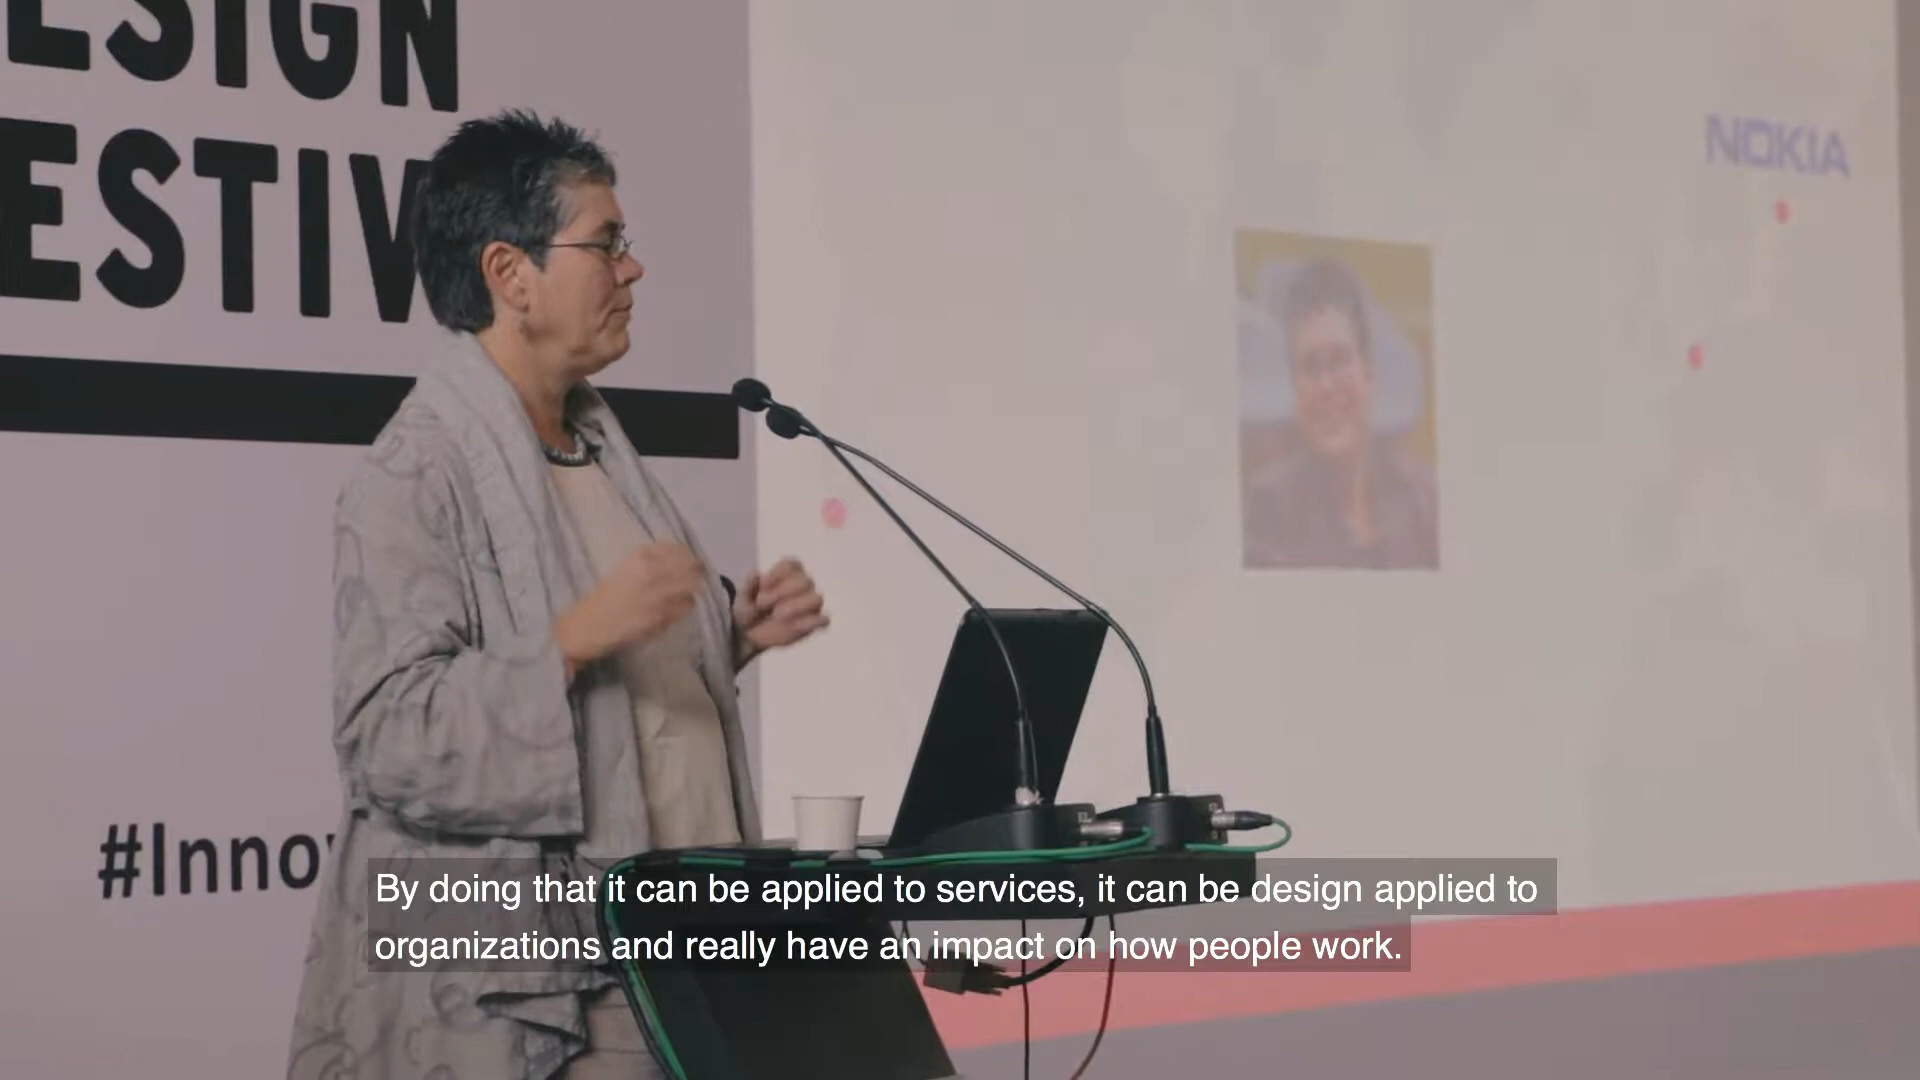 ESIGN
ESTIV
NOKIA
#Inno
By doing that it can be applied to services, it can be design applied to
organizations and really have an impact on how people work.